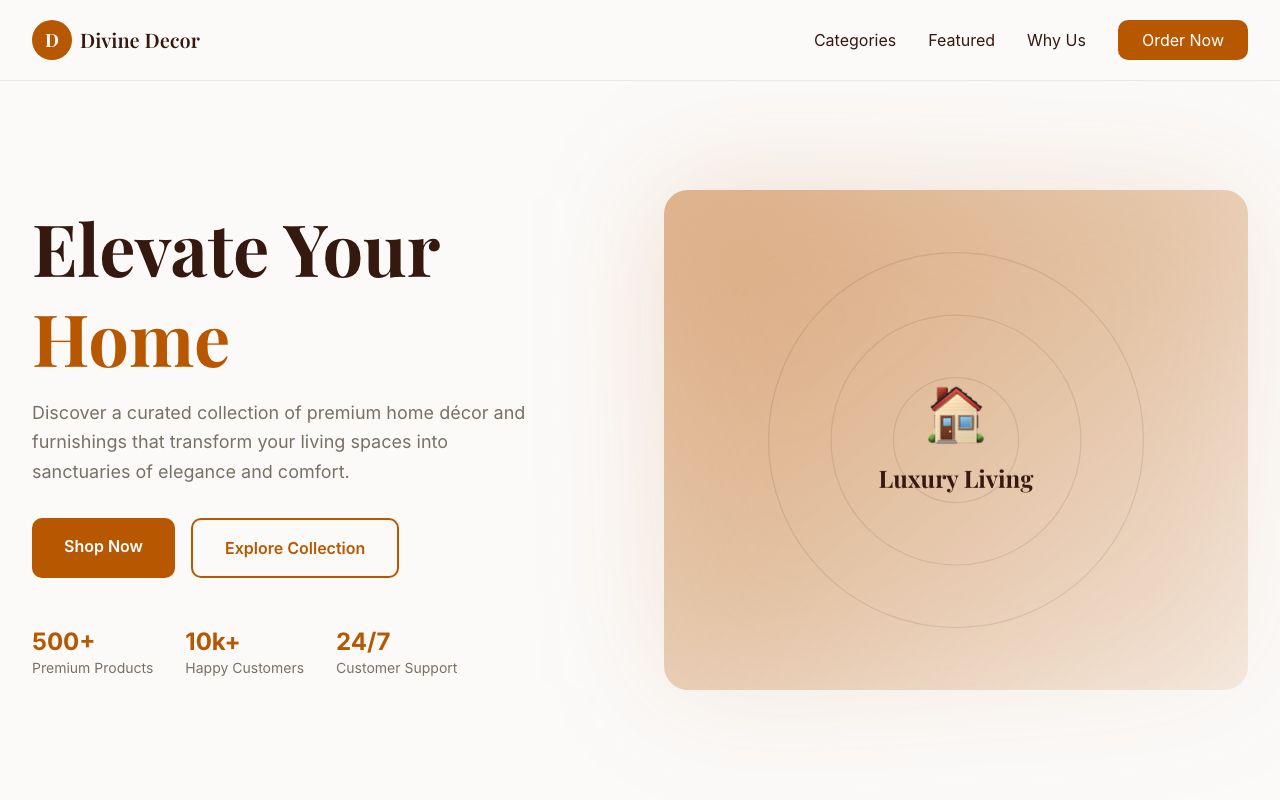 D Divine Decor
Categories Featured Why Us Order Now
Elevate Your
Home
Discover a curated collection of premium home décor and
furnishings that transform your living spaces into
sanctuaries of elegance and comfort.
Shop Now Explore Collection
500+ 10k+ 24/7
Premium Products Happy Customers Customer Support
Luxury Living